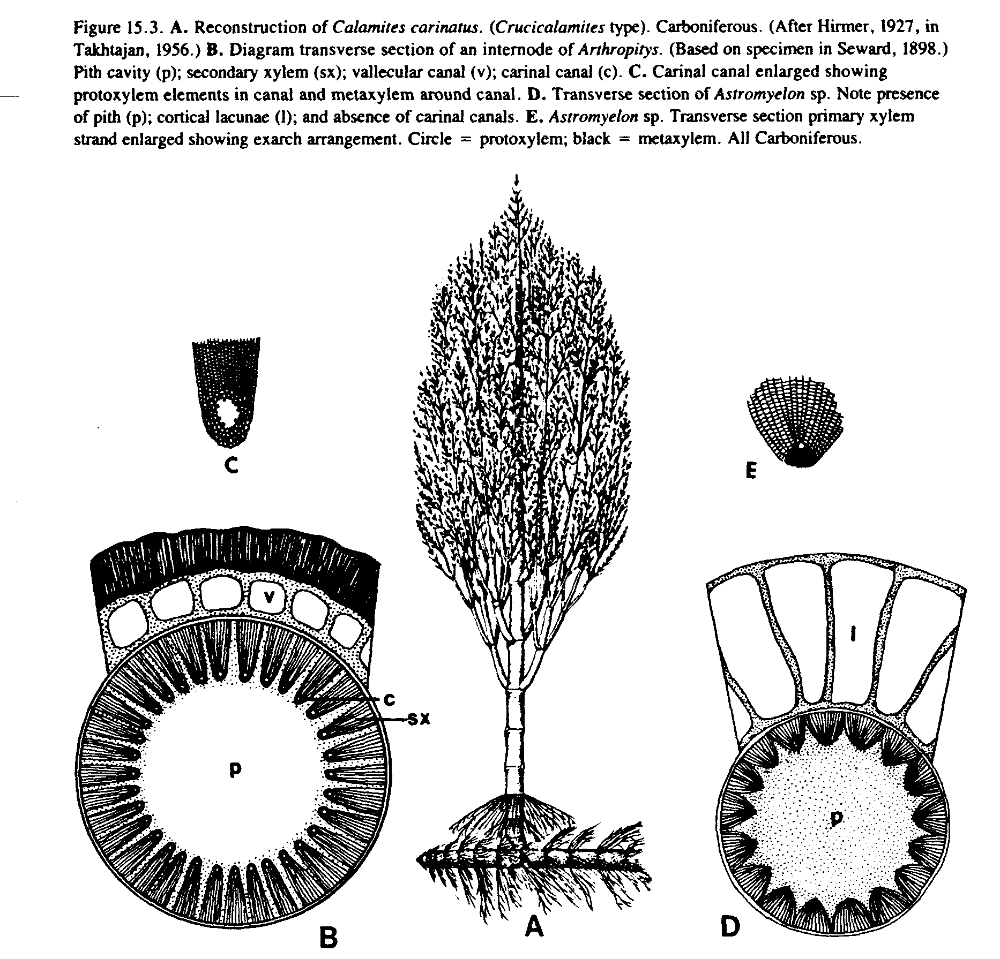 Figure 15.3. A. Reconstruction of Calamites carinatus. (Crucicalamites type). Carboniferous. (After Hirmer, 1927, in
Takhtajan, 1956.) B. Diagram transverse section of an internode of Arthropitys. (Based on specimen in Seward, 1898.)
Pith cavity (p); secondary xylem (sx); vallecular canal (v); carinal canal (c). C. Carinal canal enlarged showing
protoxylem elements in canal and metaxylem around canal. D. Transverse section of Astromyelon sp. Note presence
of pith (p); cortical lacunae (l); and absence of carinal canals. E. Astromyelon sp. Transverse section primary xylem
strand enlarged showing exarch arrangement. Circle = protoxylem; black = metaxylem. All Carboniferous.
C
E
v
l
c
sx
p
p
B
A
D